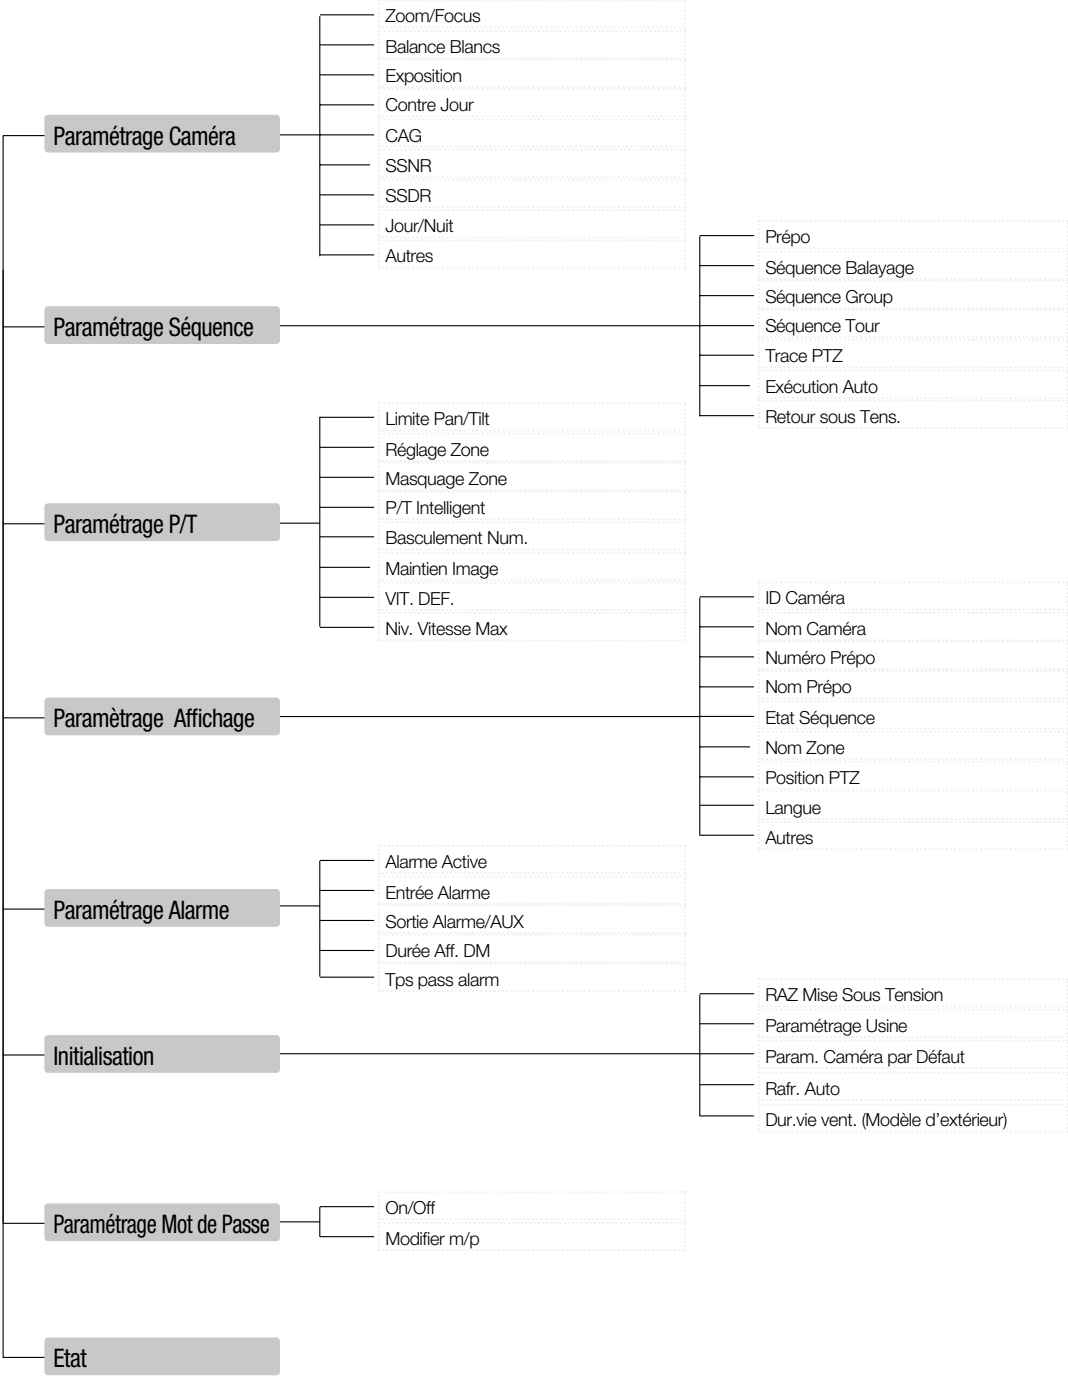 Paramétrage Caméra
Zoom/Focus
Balance Blancs
Exposition
Contre Jour
CAG
SSNR
SSDR
Jour/Nuit
Autres
Paramétrage Séquence
Prépo
Séquence Balayage
Séquence Group
Séquence Tour
Trace PTZ
Exécution Auto
Retour sous Tens.
Paramétrage P/T
Limite Pan/Tilt
Réglage Zone
Masquage Zone
P/T Intelligent
Basculement Num.
Maintien Image
VIT. DEF.
Niv. Vitesse Max
Paramètrage  Affichage
ID Caméra
Nom Caméra
Numéro Prépo
Nom Prépo
Etat Séquence
Nom Zone
Position PTZ
Langue
Autres
Paramétrage Alarme
Alarme Active
Entrée Alarme
Sortie Alarme/AUX
Durée Aff. DM
Tps pass alarm
Initialisation
RAZ Mise Sous Tension
Paramétrage Usine
Param. Caméra par Défaut
Rafr. Auto
Dur.vie vent. (Modèle d'extérieur)
Paramétrage Mot de Passe
On/Off
Modifier m/p
Etat